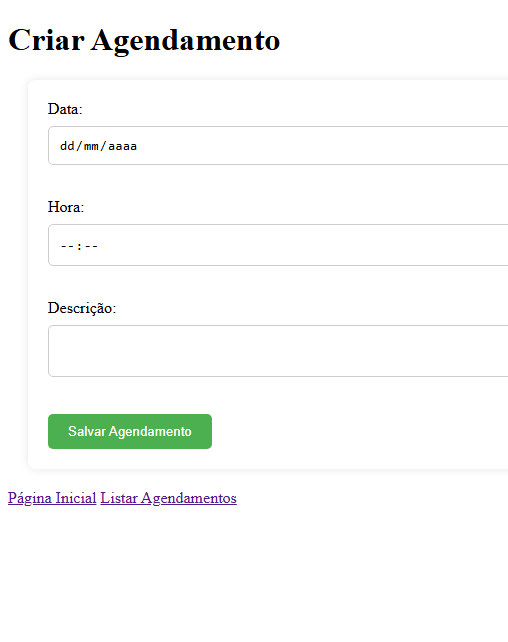 Criar Agendamento
Data:
dd/mm/aaaa
Hora:
--:--
Descrição:
Salvar Agendamento
Página Inicial Listar Agendamentos